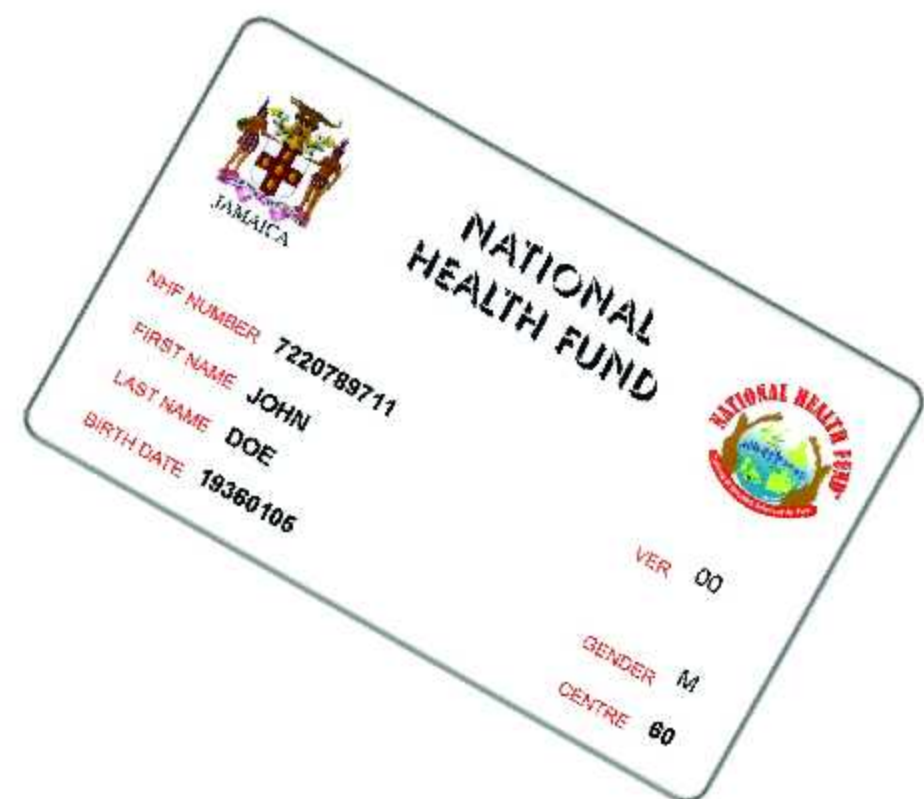 JAMAICA
NATIONAL
HEALTH FUND
NHF NUMBER 7220789711
FIRST NAME JOHN
LAST NAME DOE
BIRTH DATE 19360105
NATIONAL HEALTH FUND
VER 00
GENDER M
CENTRE 60